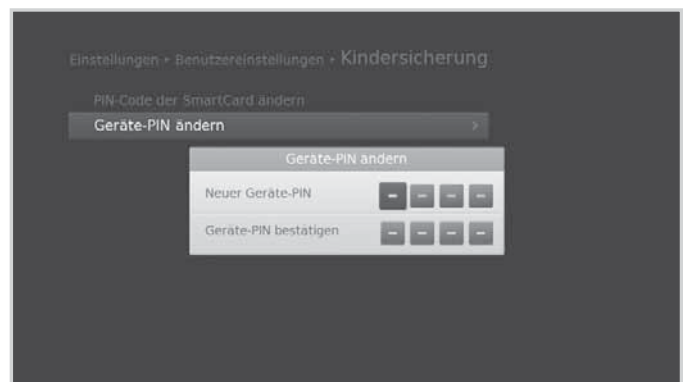 Einstellungen • Benutzereinstellungen • Kindersicherung
PIN-Code der SmartCard ändern
Geräte-PIN ändern >
Geräte-PIN ändern
Neuer Geräte-PIN – – – –
Geräte-PIN bestätigen – – – –